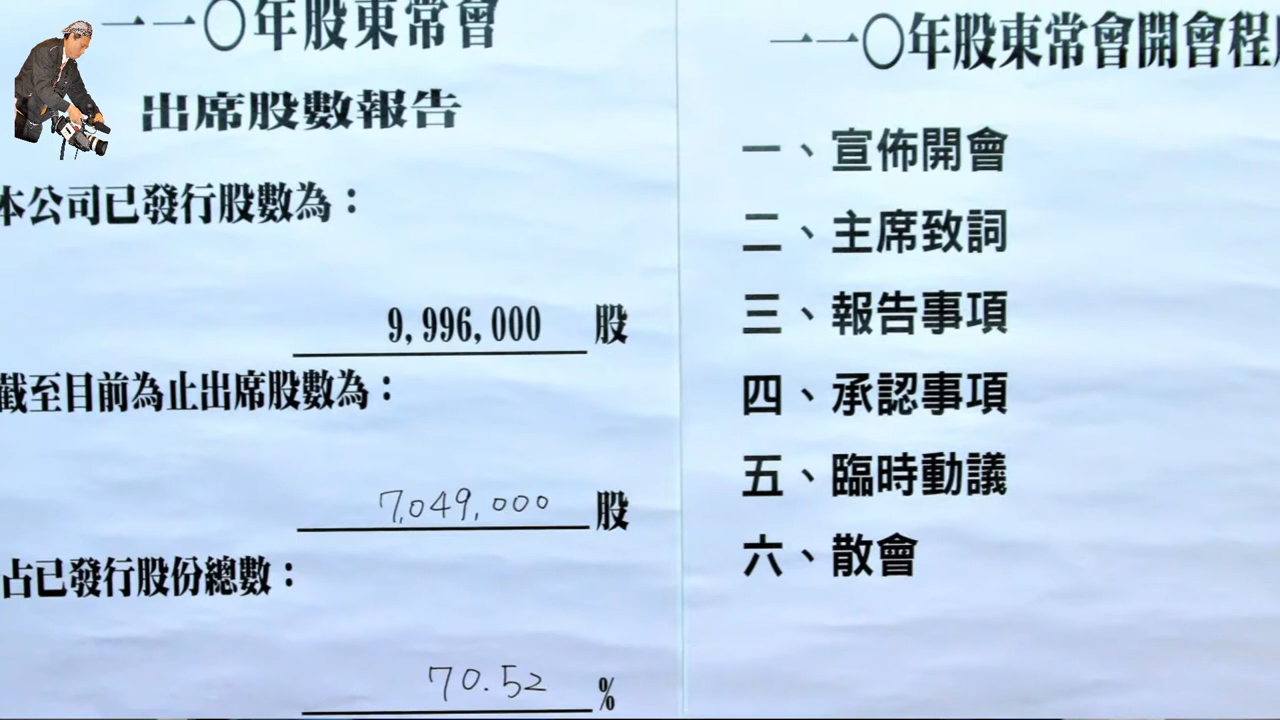 一一〇年股東常會
出席股數報告
本公司已發行股數為：
9,996,000 股
截至目前為止出席股數為：
7,049,000 股
占已發行股份總數：
70.52 %
一一〇年股東常會開會程序
一、宣佈開會
二、主席致詞
三、報告事項
四、承認事項
五、臨時動議
六、散會